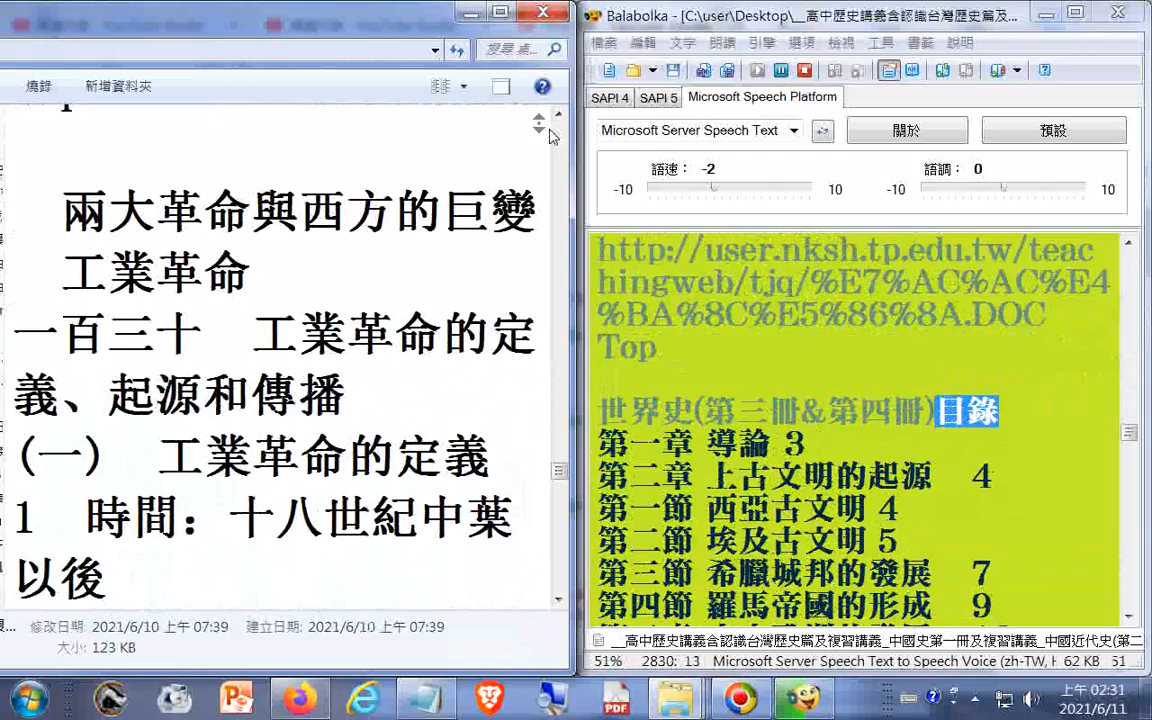 搜尋 桌...
燒錄 新增資料夾
兩大革命與西方的巨變
工業革命
一百三十 工業革命的定
義、起源和傳播
(一) 工業革命的定義
1 時間：十八世紀中葉
以後
修改日期: 2021/6/10 上午 07:39 建立日期: 2021/6/10 上午 07:39
大小: 123 KB
Balabolka - [C:\user\Desktop\__高中歷史講義含認識台灣歷史篇及...
檔案 編輯 文字 朗讀 引擎 選項 檢視 工具 書籤 說明
SAPI 4 SAPI 5 Microsoft Speech Platform
Microsoft Server Speech Text 關於 預設
語速： -2 語調： 0
-10 10 -10 10
http://user.nksh.tp.edu.tw/teac
hingweb/tjq/%E7%AC%AC%E4
%BA%8C%E5%86%8A.DOC
Top
世界史(第三冊&第四冊)目錄
第一章 導論 3
第二章 上古文明的起源 4
第一節 西亞古文明 4
第二節 埃及古文明 5
第三節 希臘城邦的發展 7
第四節 羅馬帝國的形成 9
__高中歷史講義含認識台灣歷史篇及複習講義_中國史第一冊及複習講義_中國近代史(第二
51% 2830: 13 Microsoft Server Speech Text to Speech Voice (zh-TW, H 62 KB 51
上午 02:31
2021/6/11